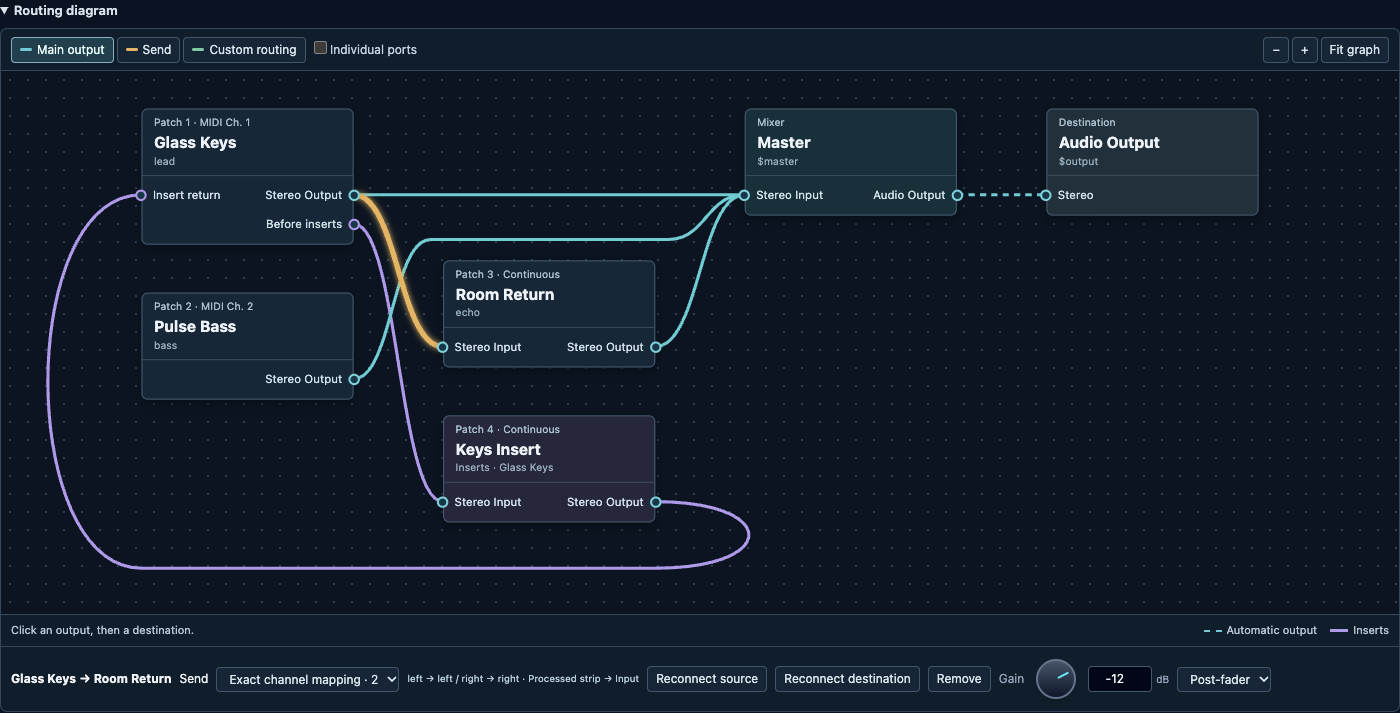 Routing diagram
Main output
Send
Custom routing
Individual ports
−
+
Fit graph
Patch 1 · MIDI Ch. 1
Glass Keys
lead
Insert return
Stereo Output
Before inserts
Patch 2 · MIDI Ch. 2
Pulse Bass
bass
Stereo Output
Patch 3 · Continuous
Room Return
echo
Stereo Input
Stereo Output
Patch 4 · Continuous
Keys Insert
Inserts · Glass Keys
Stereo Input
Stereo Output
Mixer
Master
$master
Stereo Input
Audio Output
Destination
Audio Output
$output
Stereo
Click an output, then a destination.
Automatic output
Inserts
Glass Keys → Room Return
Send
Exact channel mapping · 2
left → left / right → right · Processed strip → Input
Reconnect source
Reconnect destination
Remove
Gain
-12
dB
Post-fader